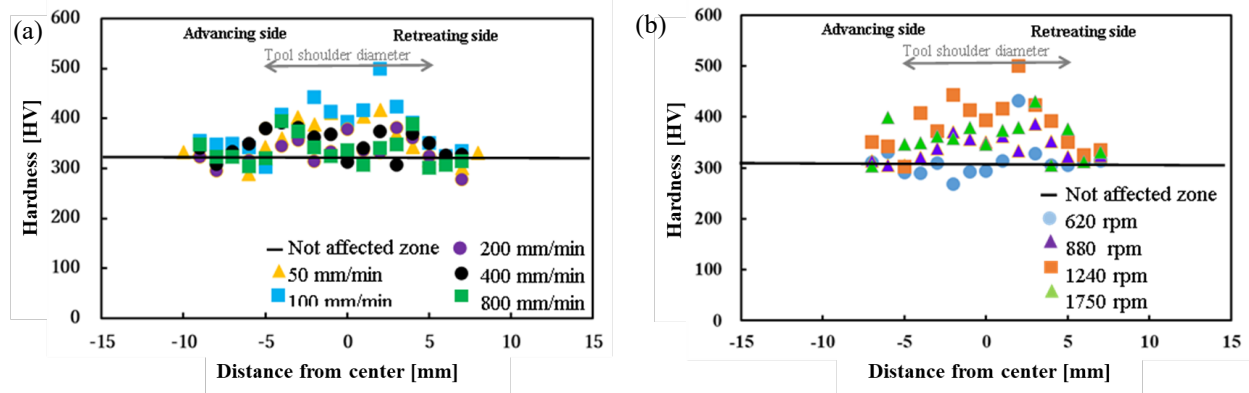 (a)
600
500
400
300
200
100
0
Hardness [HV]
Advancing side
Retreating side
Tool shoulder diameter
Not affected zone
50 mm/min
100 mm/min
200 mm/min
400 mm/min
800 mm/min
-15
-10
-5
0
5
10
15
Distance from center [mm]
(b)
600
500
400
300
200
100
0
Hardness [HV]
Advancing side
Retreating side
Tool shoulder diameter
Not affected zone
620 rpm
880 rpm
1240 rpm
1750 rpm
-15
-10
-5
0
5
10
15
Distance from center [mm]